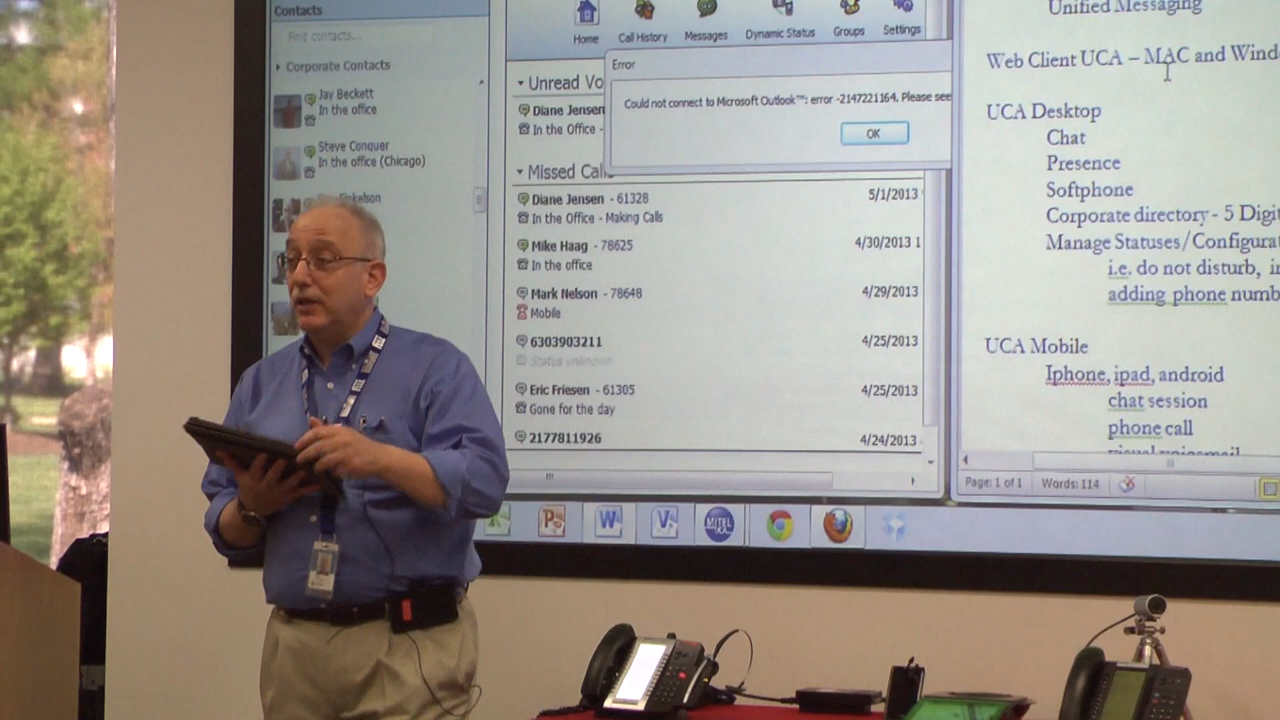 Contacts
Find contacts...
Corporate Contacts
Jay Beckett
In the office
Steve Conquer
In the office (Chicago)
Finkelson
Home
Call History
Messages
Dynamic Status
Groups
Settings
Unread Vo
Diane Jensen
In the Office -
Error
Could not connect to Microsoft Outlook™: error -2147221164. Please see
OK
Missed Call
Diane Jensen - 61328 5/1/2013
In the Office - Making Calls
Mike Haag - 78625 4/30/2013 1
In the office
Mark Nelson - 78648 4/29/2013
Mobile
6303903211 4/25/2013
Status unknown
Eric Friesen - 61305 4/25/2013
Gone for the day
2177811926 4/24/2013
Unified Messaging
Web Client UCA – MAC and Wind
UCA Desktop
Chat
Presence
Softphone
Corporate directory - 5 Digi
Manage Statuses/Configurat
i.e. do not disturb, i
adding phone numb
UCA Mobile
Iphone, ipad, android
chat session
phone call
visual voicemail
Page: 1 of 1 Words: 114
MITEL